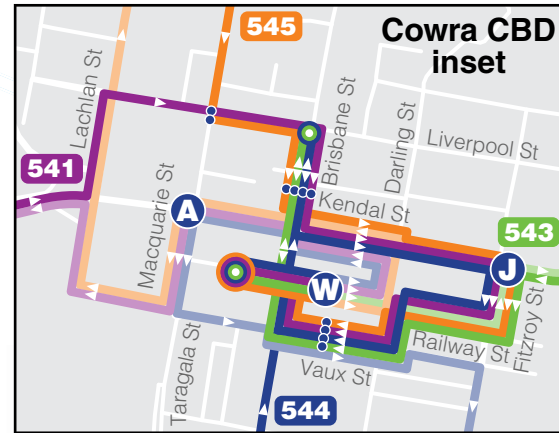 545
Cowra CBD
inset
Lachlan St
Brisbane St
Darling St
Liverpool St
541
Macquarie St
A
Kendal St
543
J
W
Fitzroy St
Railway St
Taragala St
Vaux St
544